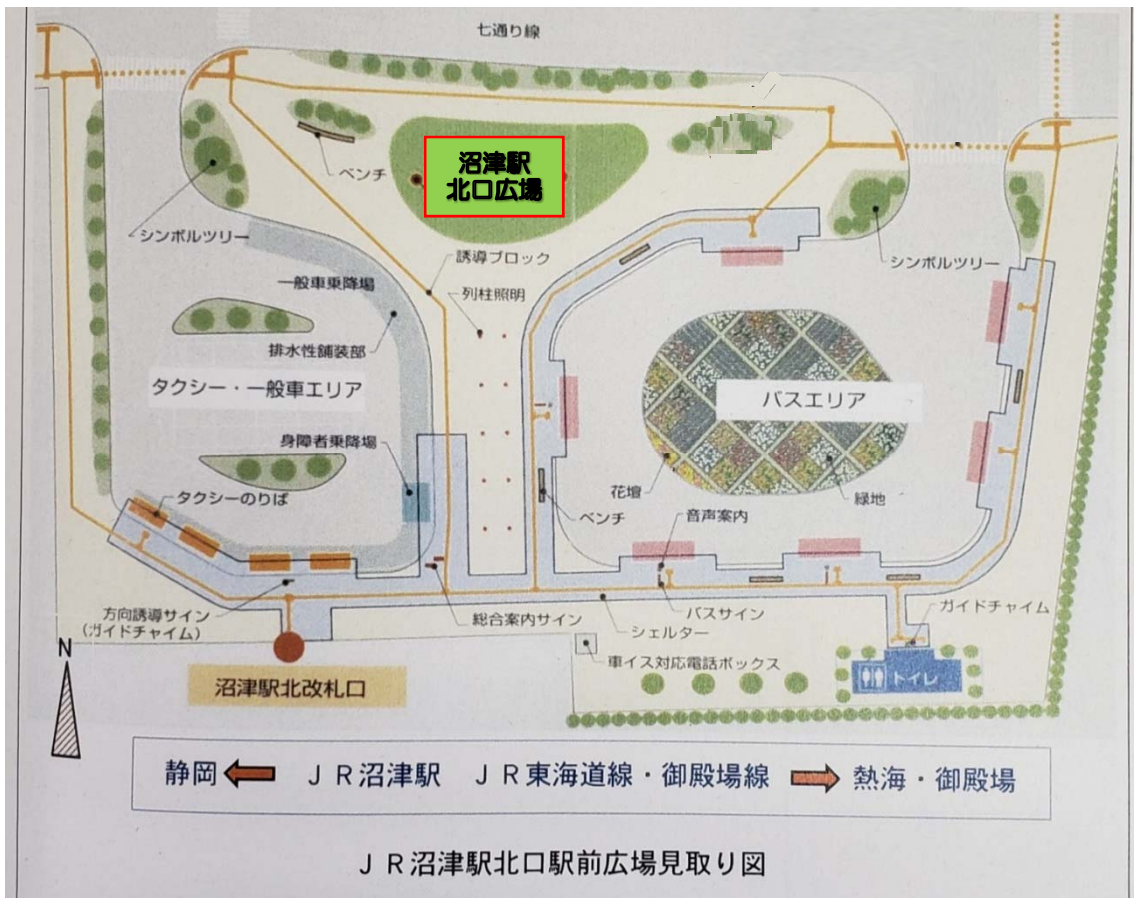 七通り線
沼津駅
北口広場
ベンチ
シンボルツリー
誘導ブロック
シンボルツリー
一般車乗降場
列柱照明
排水性舗装部
タクシー・一般車エリア
バスエリア
身障者乗降場
花壇
緑地
タクシーのりば
ベンチ
音声案内
方向誘導サイン
(ガイドチャイム)
総合案内サイン
バスサイン
ガイドチャイム
シェルター
N
車イス対応電話ボックス
トイレ
沼津駅北改札口
静岡
JR沼津駅
JR東海道線・御殿場線
熱海・御殿場
JR沼津駅北口駅前広場見取り図